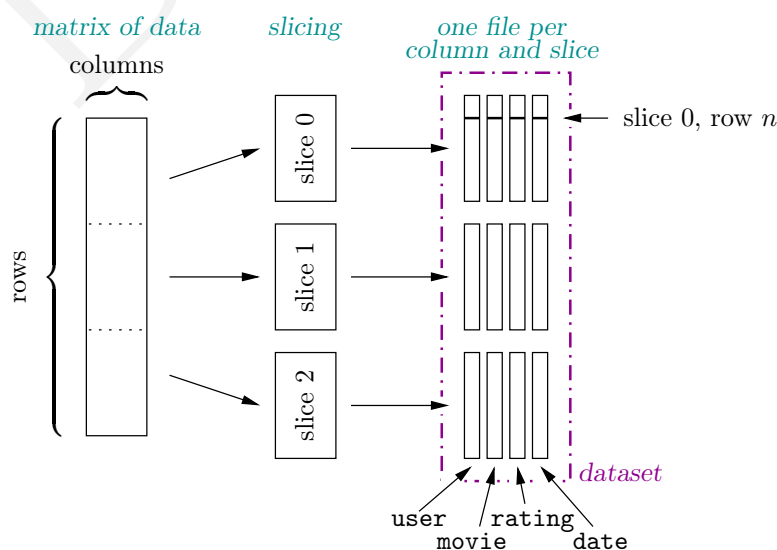 matrix of data
slicing
one file per
column and slice
columns
rows
slice 0
slice 1
slice 2
slice 0, row n
dataset
user
movie
rating
date